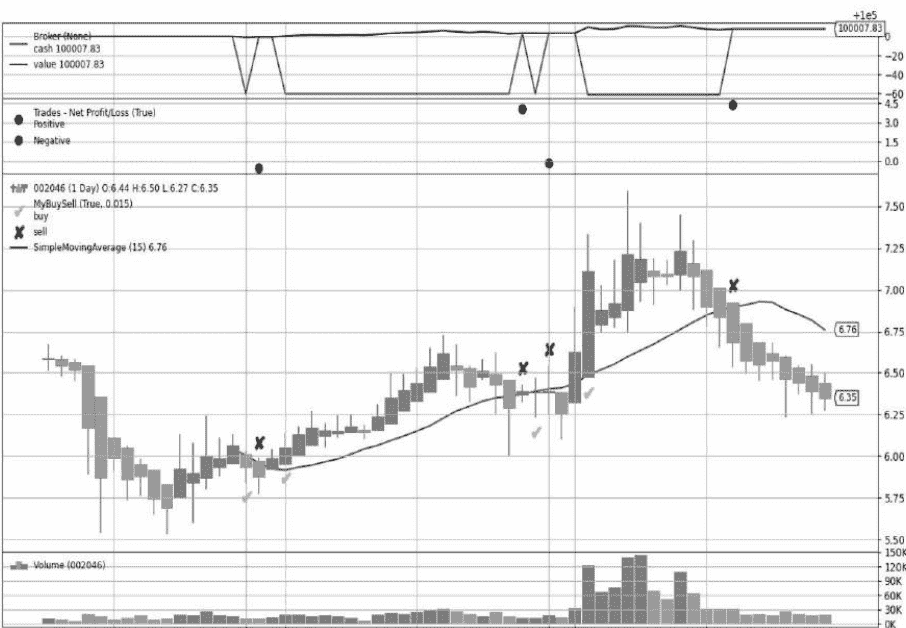 +1e5
Broker (None)
cash 100007.83
value 100007.83
100007.83
0
−20
−40
−60
Trades - Net Profit/Loss (True)
Positive
Negative
4.5
3.0
1.5
0.0
002046 (1 Day) O:6.44 H:6.50 L:6.27 C:6.35
MyBuySell (True, 0.015)
buy
sell
SimpleMovingAverage (15) 6.76
7.50
7.25
7.00
6.75
6.76
6.50
6.35
6.25
6.00
5.75
5.50
Volume (002046)
150K
120K
90K
60K
30K
0K